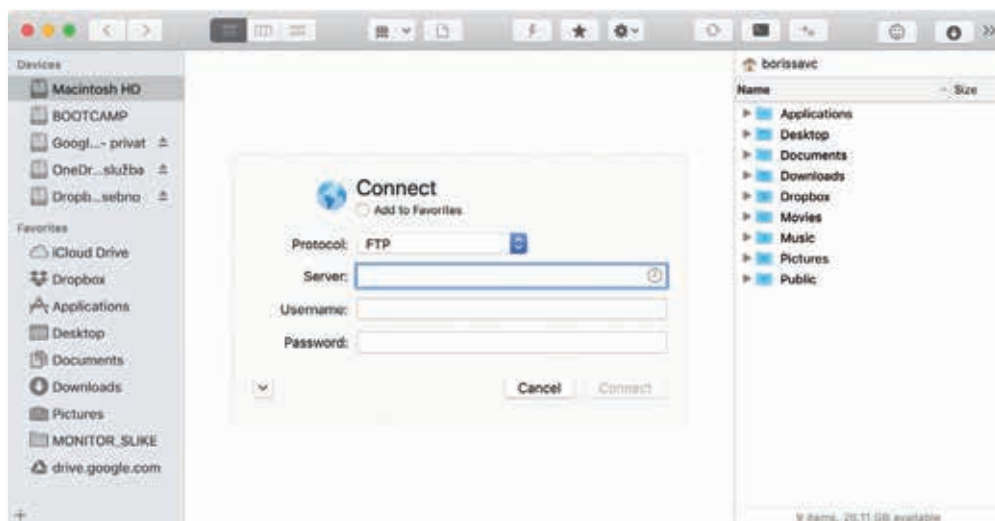 Devices
Macintosh HD
BOOTCAMP
Googl...- privat
OneDr...služba
Dropb...sebno
Favorites
iCloud Drive
Dropbox
Applications
Desktop
Documents
Downloads
Pictures
MONITOR_SLIKE
drive.google.com
Connect
Add to Favorites
Protocol: FTP
Server:
Username:
Password:
Cancel Connect
borissavc
Name Size
Applications
Desktop
Documents
Downloads
Dropbox
Movies
Music
Pictures
Public
9 items, 26,11 GB available